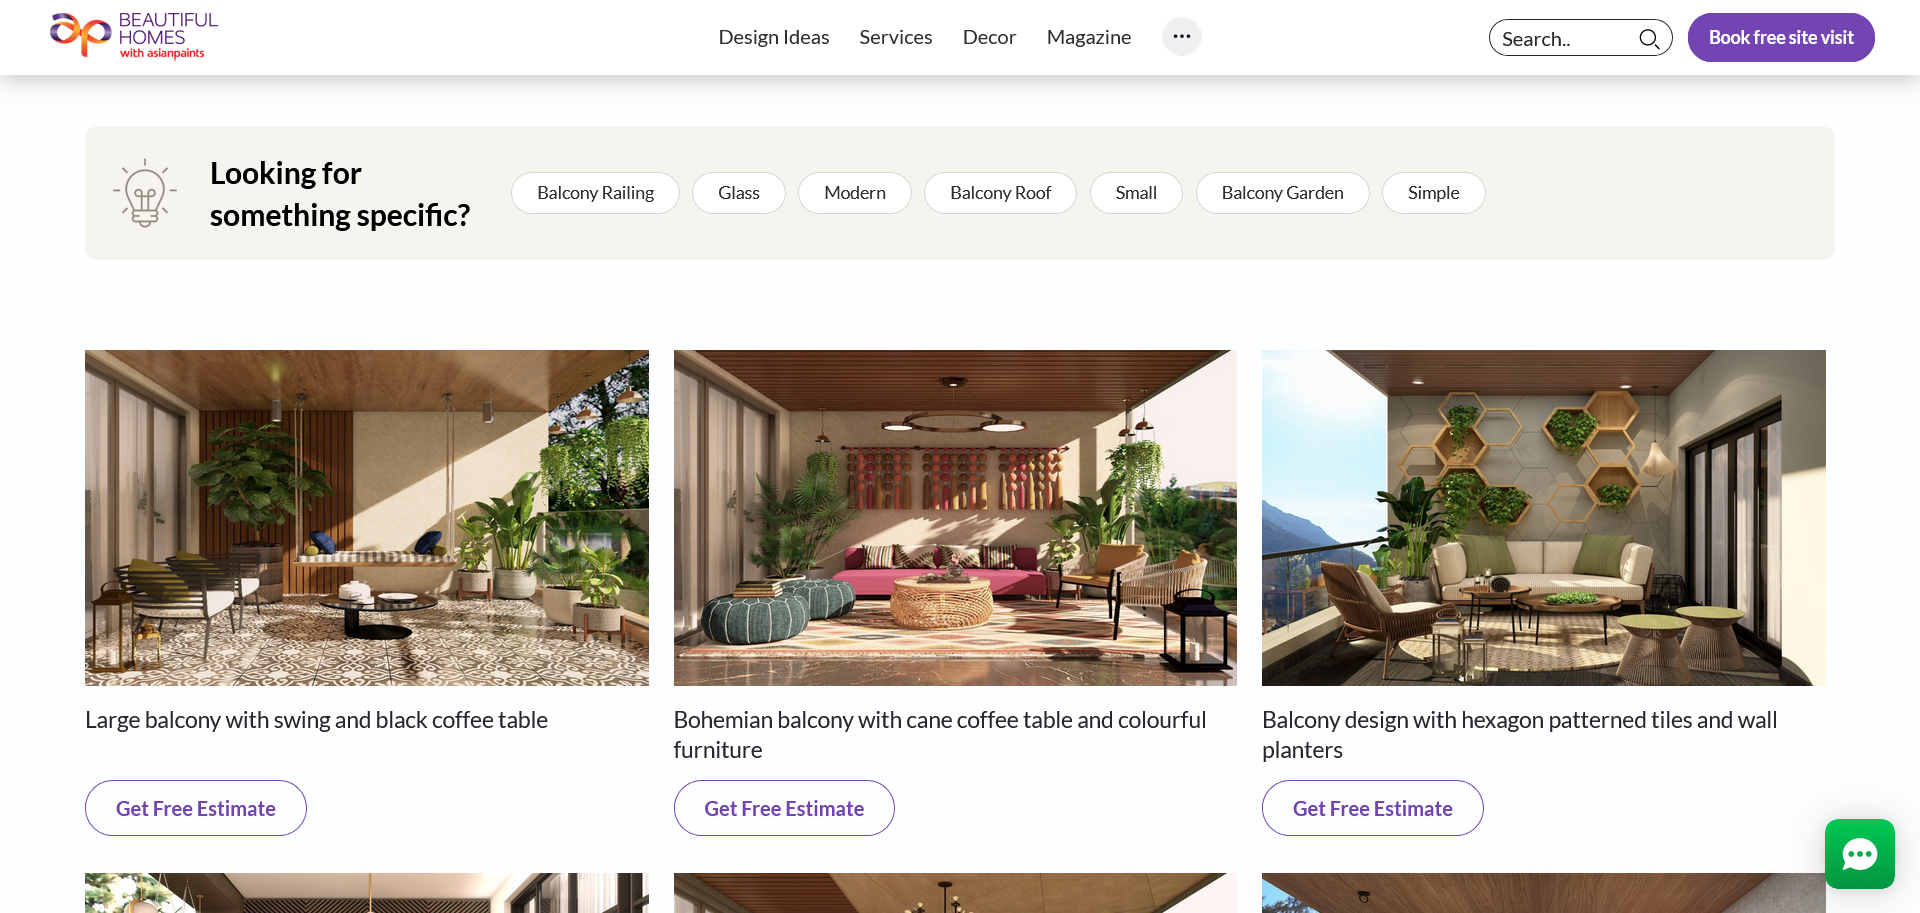 BEAUTIFUL
HOMES
with asianpaints
Design Ideas
Services
Decor
Magazine
Search..
Book free site visit
Looking for
something specific?
Balcony Railing
Glass
Modern
Balcony Roof
Small
Balcony Garden
Simple
Large balcony with swing and black coffee table
Bohemian balcony with cane coffee table and colourful
furniture
Balcony design with hexagon patterned tiles and wall
planters
Get Free Estimate
Get Free Estimate
Get Free Estimate